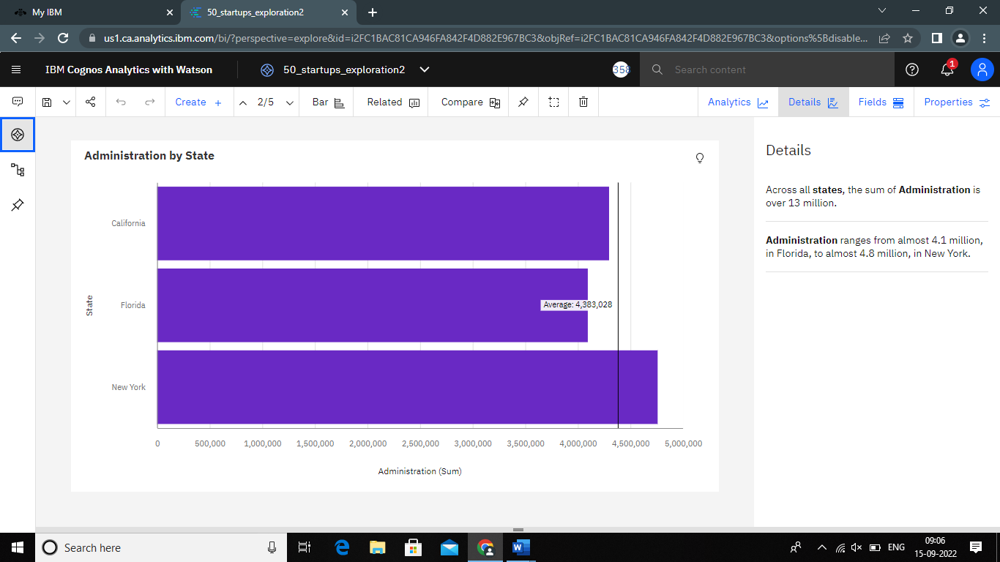 My IBM
50_startups_exploration2
us1.ca.analytics.ibm.com/bi/?perspective=explore&id=i2FC1BAC81CA946FA842F4D882E967BC3&objRef=i2FC1BAC81CA946FA842F4D882E967BC3&options%5Bdisable...
IBM Cognos Analytics with Watson
50_startups_exploration2
358
Search content
1
Create +
2/5
Bar
Related
Compare
Analytics
Details
Fields
Properties
Administration by State
California
Florida
New York
State
Average: 4,383,028
0 500,000 1,000,000 1,500,000 2,000,000 2,500,000 3,000,000 3,500,000 4,000,000 4,500,000 5,000,000
Administration (Sum)
Details
Across all states, the sum of Administration is
over 13 million.
Administration ranges from almost 4.1 million,
in Florida, to almost 4.8 million, in New York.
Search here
W
ENG
09:06
15-09-2022